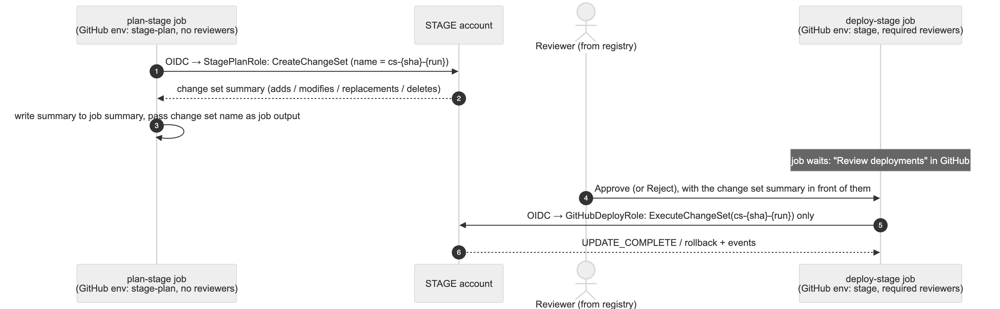 plan-stage job
(GitHub env: stage-plan, no reviewers)
STAGE account
Reviewer (from registry)
deploy-stage job
(GitHub env: stage, required reviewers)
OIDC → StagePlanRole: CreateChangeSet (name = cs-{sha}-{run})
1
change set summary (adds / modifies / replacements / deletes)
2
write summary to job summary, pass change set name as job output
3
job waits: "Review deployments" in GitHub
Approve (or Reject), with the change set summary in front of them
4
OIDC → GitHubDeployRole: ExecuteChangeSet(cs-{sha}-{run}) only
5
UPDATE_COMPLETE / rollback + events
6
plan-stage job
(GitHub env: stage-plan, no reviewers)
STAGE account
Reviewer (from registry)
deploy-stage job
(GitHub env: stage, required reviewers)